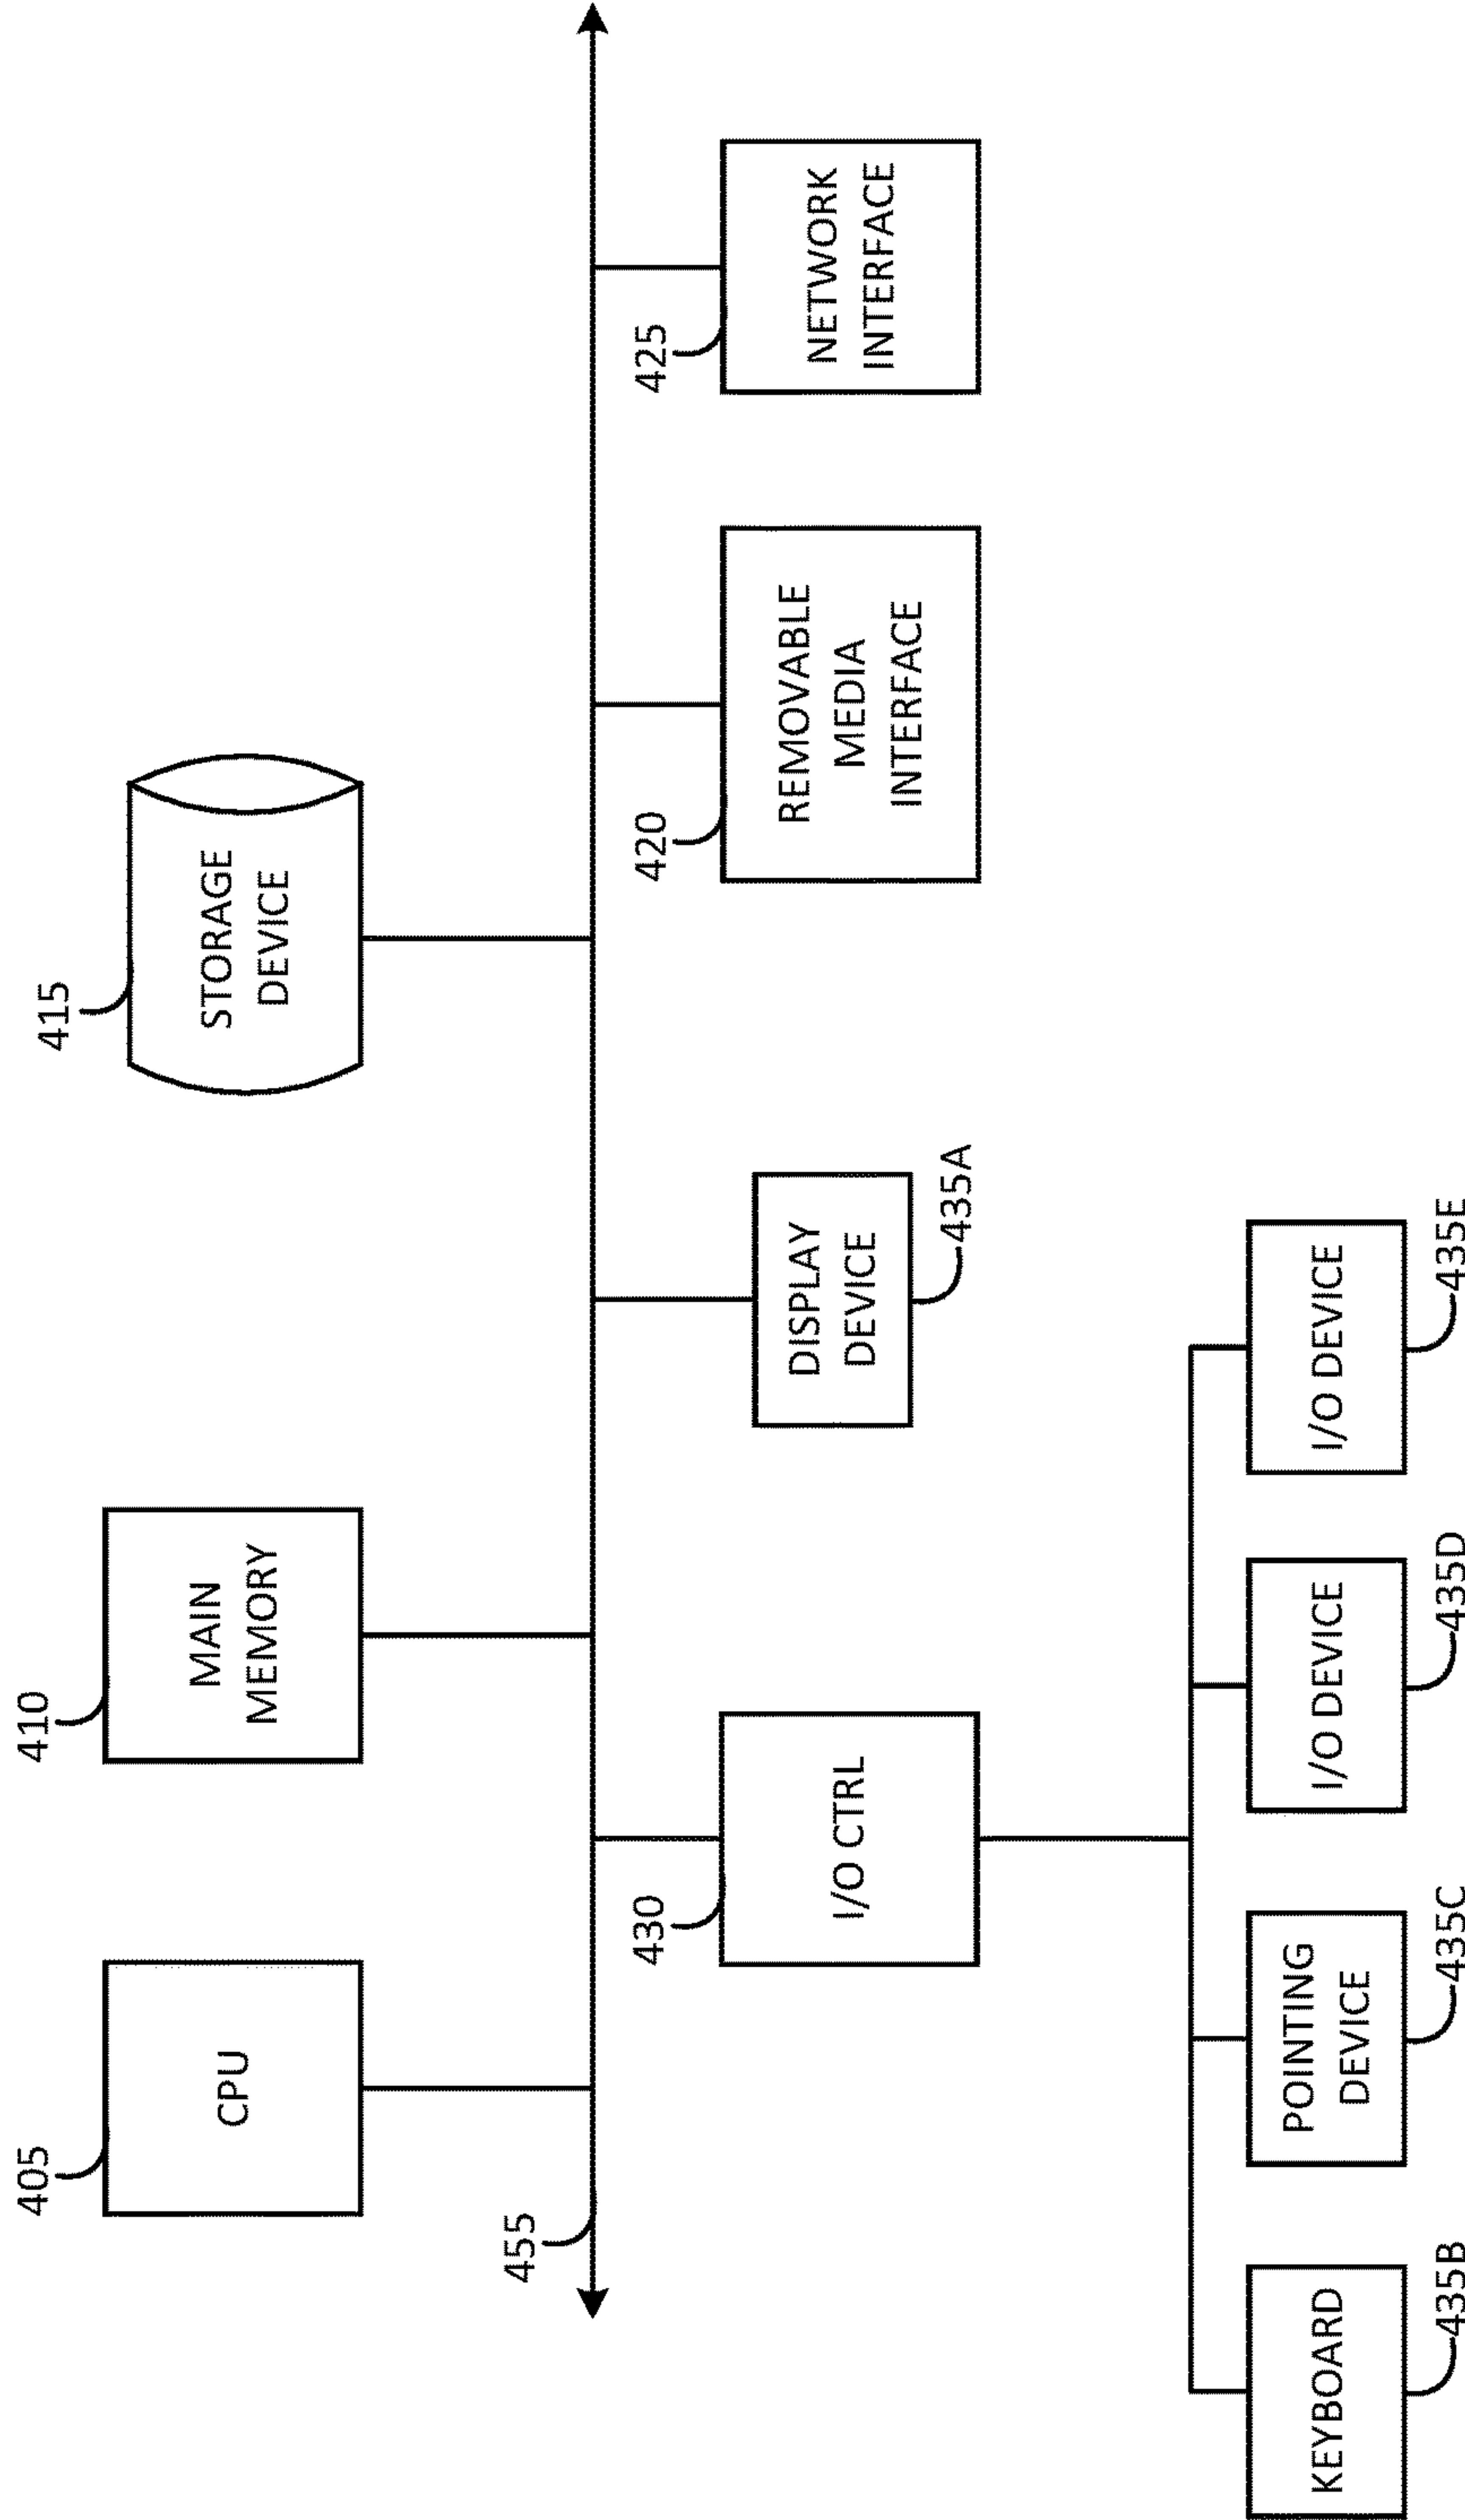 405
CPU
410
MAIN
MEMORY
415
STORAGE
DEVICE
455
430
I/O CTRL
DISPLAY
DEVICE
435A
420
REMOVABLE
MEDIA
INTERFACE
425
NETWORK
INTERFACE
KEYBOARD
435B
POINTING
DEVICE
435C
I/O DEVICE
435D
I/O DEVICE
435E